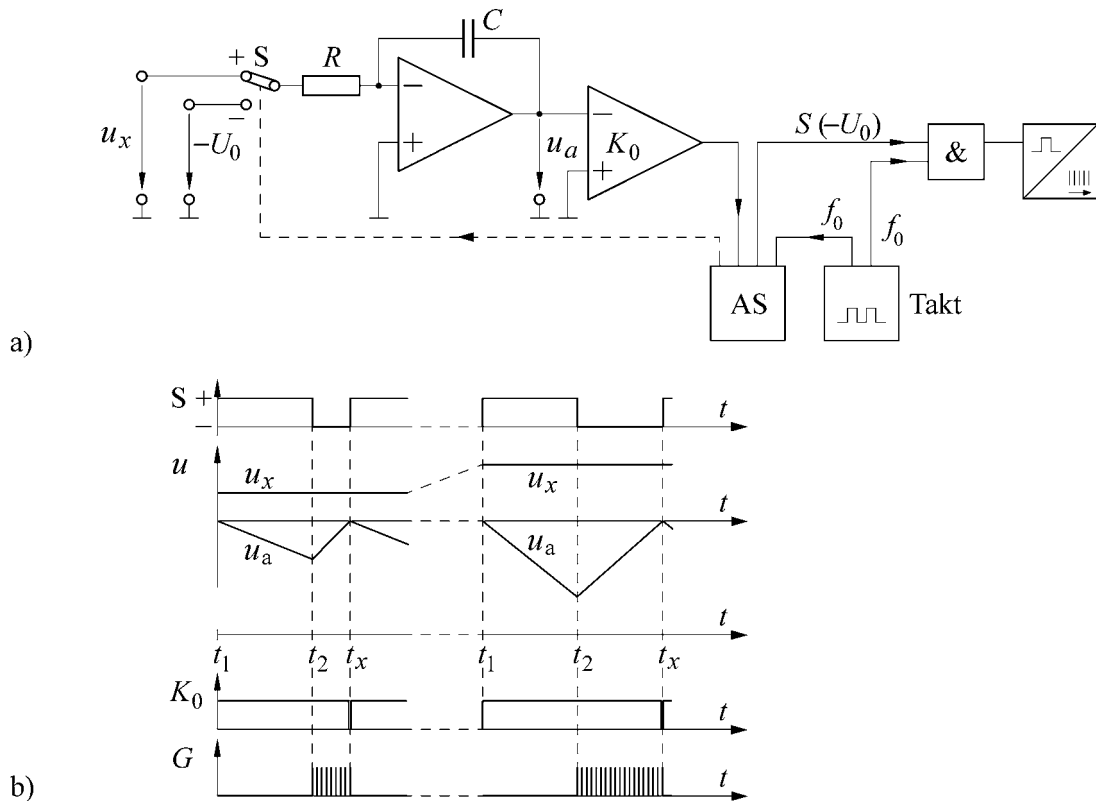 + S
R
C
−
u_x
−U_0
−
+
u_a
−
K_0
+
S (−U_0)
&
f_0
f_0
AS
Takt
a)
S +
−
t
u
u_x
u_x
t
u_a
u_a
t
t_1 t_2 t_x t_1 t_2 t_x
K_0
t
G
t
b)